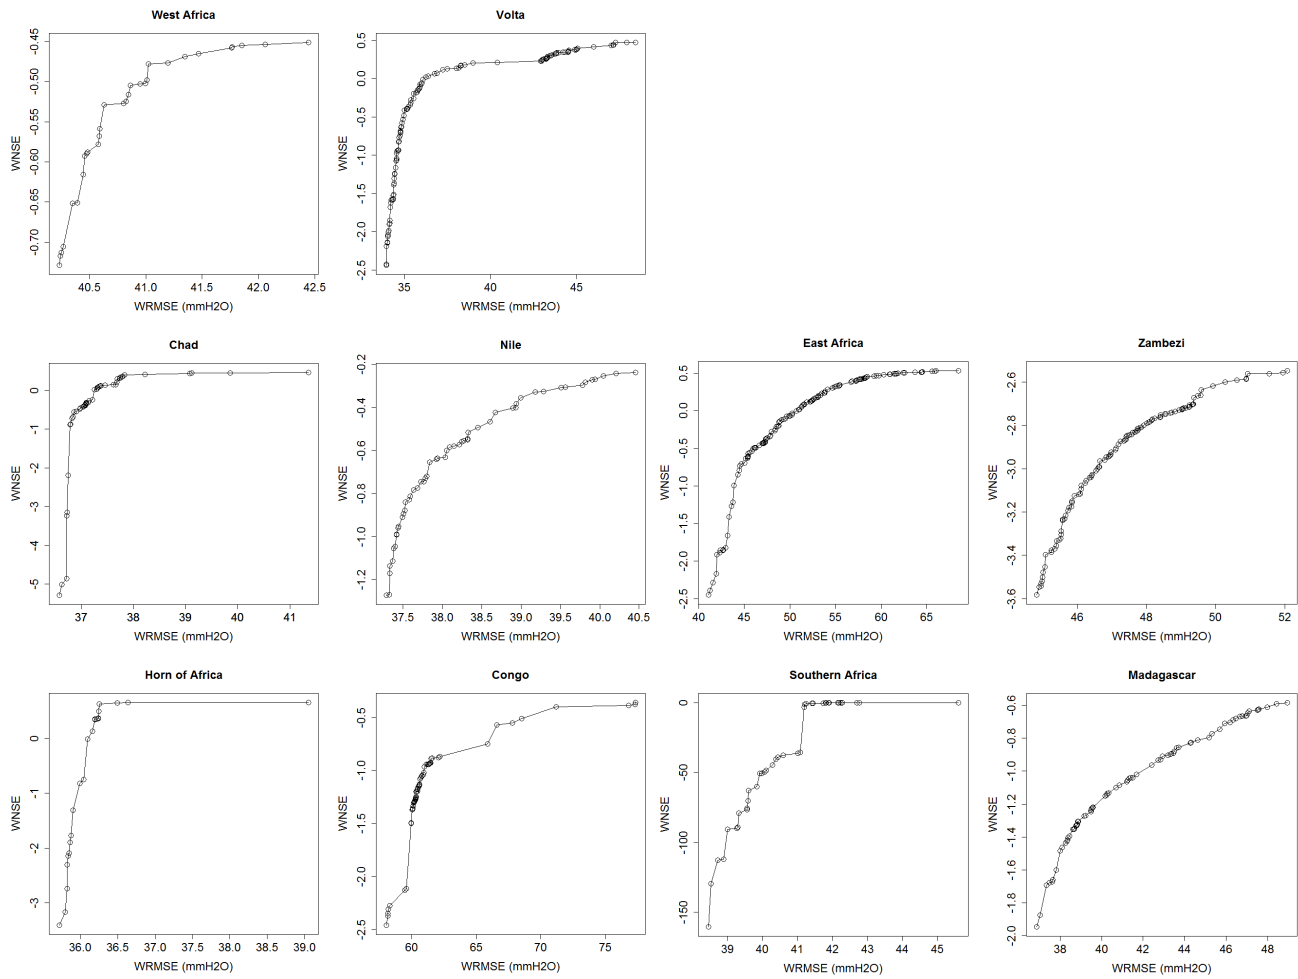 West Africa
WNSE
-0.45
-0.50
-0.55
-0.60
-0.65
-0.70
40.5 41.0 41.5 42.0 42.5
WRMSE (mmH2O)
Volta
WNSE
0.5
0.0
-0.5
-1.0
-1.5
-2.0
-2.5
35 40 45
WRMSE (mmH2O)
Chad
WNSE
0
-1
-2
-3
-4
-5
37 38 39 40 41
WRMSE (mmH2O)
Nile
WNSE
-0.2
-0.4
-0.6
-0.8
-1.0
-1.2
37.5 38.0 38.5 39.0 39.5 40.0 40.5
WRMSE (mmH2O)
East Africa
WNSE
0.5
0.0
-0.5
-1.0
-1.5
-2.0
-2.5
40 45 50 55 60 65
WRMSE (mmH2O)
Zambezi
WNSE
-2.6
-2.8
-3.0
-3.2
-3.4
-3.6
46 48 50 52
WRMSE (mmH2O)
Horn of Africa
WNSE
0
-1
-2
-3
36.0 36.5 37.0 37.5 38.0 38.5 39.0
WRMSE (mmH2O)
Congo
WNSE
-0.5
-1.0
-1.5
-2.0
-2.5
60 65 70 75
WRMSE (mmH2O)
Southern Africa
WNSE
0
-50
-100
-150
39 40 41 42 43 44 45
WRMSE (mmH2O)
Madagascar
WNSE
-0.6
-0.8
-1.0
-1.2
-1.4
-1.6
-1.8
-2.0
38 40 42 44 46 48
WRMSE (mmH2O)